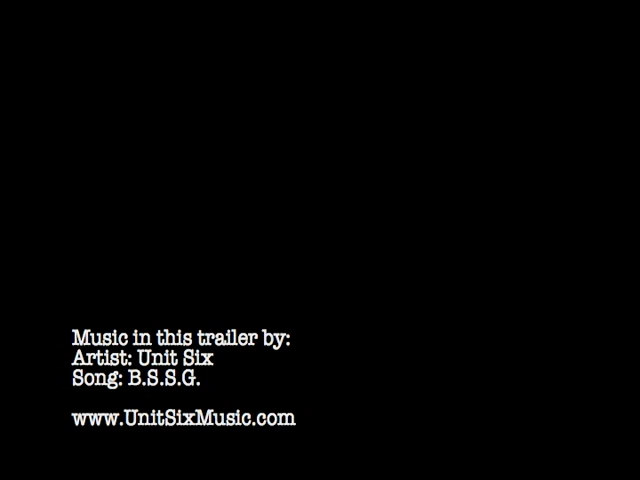 Music in this trailer by:
Artist: Unit Six
Song: B.S.S.G.
www.UnitSixMusic.com